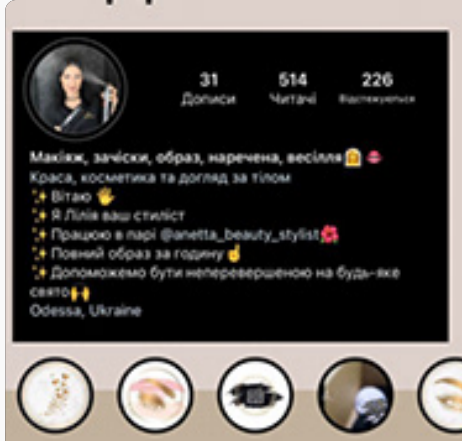 31 514 226
Дописи Читачі Відстежуються
Макіяж, зачіски, образ, наречена, весілля👰👄
Краса, косметика та догляд за тілом
✨ Вітаю 👋
✨ Я Лілія ваш стиліст
✨ Працюю в парі @anetta_beauty_stylist🌺
✨ Повний образ за годину☝️
✨ Допоможемо бути неперевершеною на будь-яке
свято🙌
Odessa, Ukraine